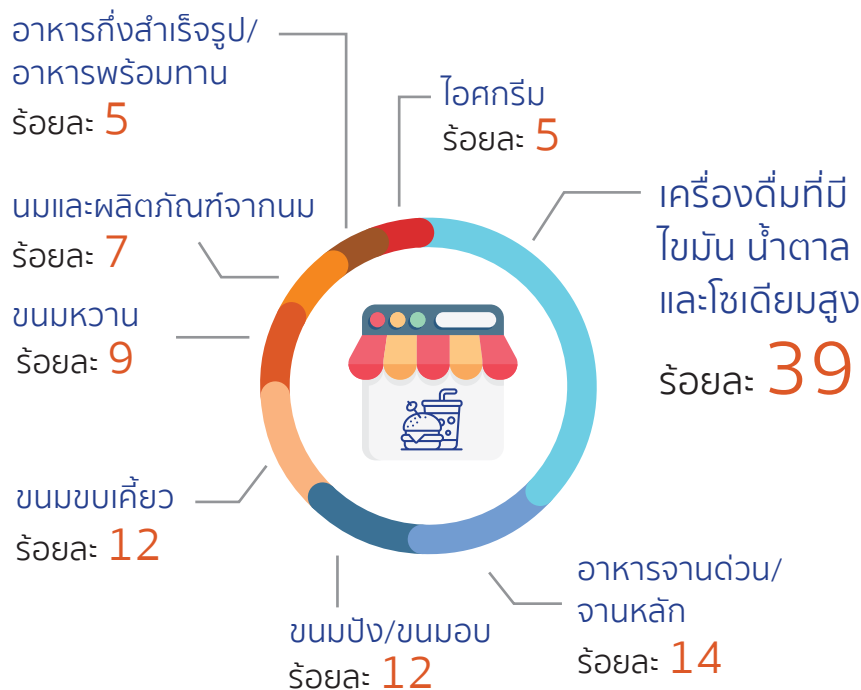 อาหารกึ่งสำเร็จรูป/
อาหารพร้อมทาน
ร้อยละ 5
ไอศกรีม
ร้อยละ 5
เครื่องดื่มที่มี
ไขมัน น้ำตาล
และโซเดียมสูง
ร้อยละ 39
นมและผลิตภัณฑ์จากนม
ร้อยละ 7
ขนมหวาน
ร้อยละ 9
ขนมขบเคี้ยว
ร้อยละ 12
ขนมปัง/ขนมอบ
ร้อยละ 12
อาหารจานด่วน/
จานหลัก
ร้อยละ 14